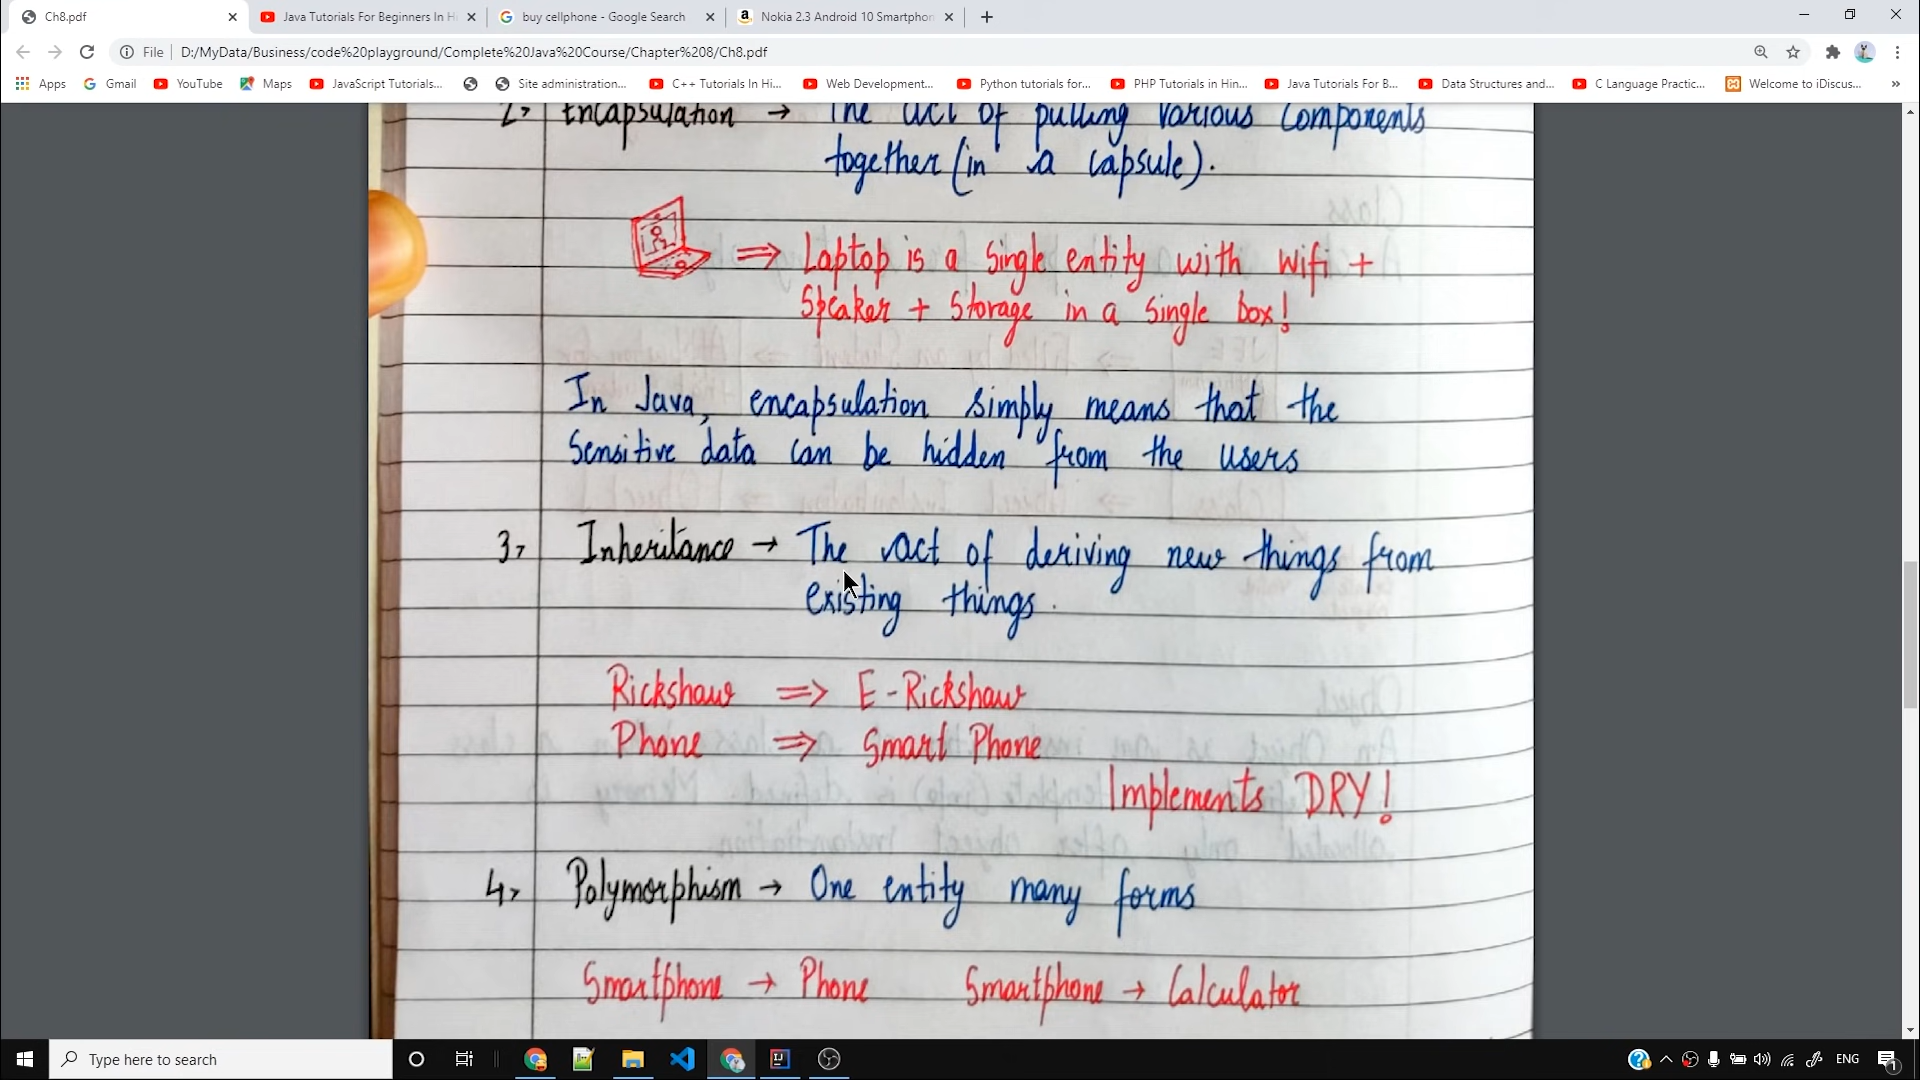 Ch8.pdf
Java Tutorials For Beginners In Hi
buy cellphone - Google Search
Nokia 2.3 Android 10 Smartphon
File
D:/MyData/Business/code%20playground/Complete%20Java%20Course/Chapter%208/Ch8.pdf
Apps
Gmail
YouTube
Maps
JavaScript Tutorials...
Site administration...
C++ Tutorials In Hi...
Web Development...
Python tutorials for...
PHP Tutorials in Hin...
Java Tutorials For B...
Data Structures and...
C Language Practic...
Welcome to iDiscus...
»
2> Encapsulation → The act of putting various components
together (in a capsule).
⇒ Laptop is a single entity with Wifi +
Speaker + Storage in a single box!
In Java, encapsulation simply means that the
sensitive data can be hidden from the users
3> Inheritance → The act of deriving new things from
existing things.
Rickshaw ⇒ E-Rickshaw
Phone ⇒ Smart Phone
Implements DRY!
4> Polymorphism → One entity many forms
Smartphone → Phone Smartphone → Calculator
Type here to search
ENG
1